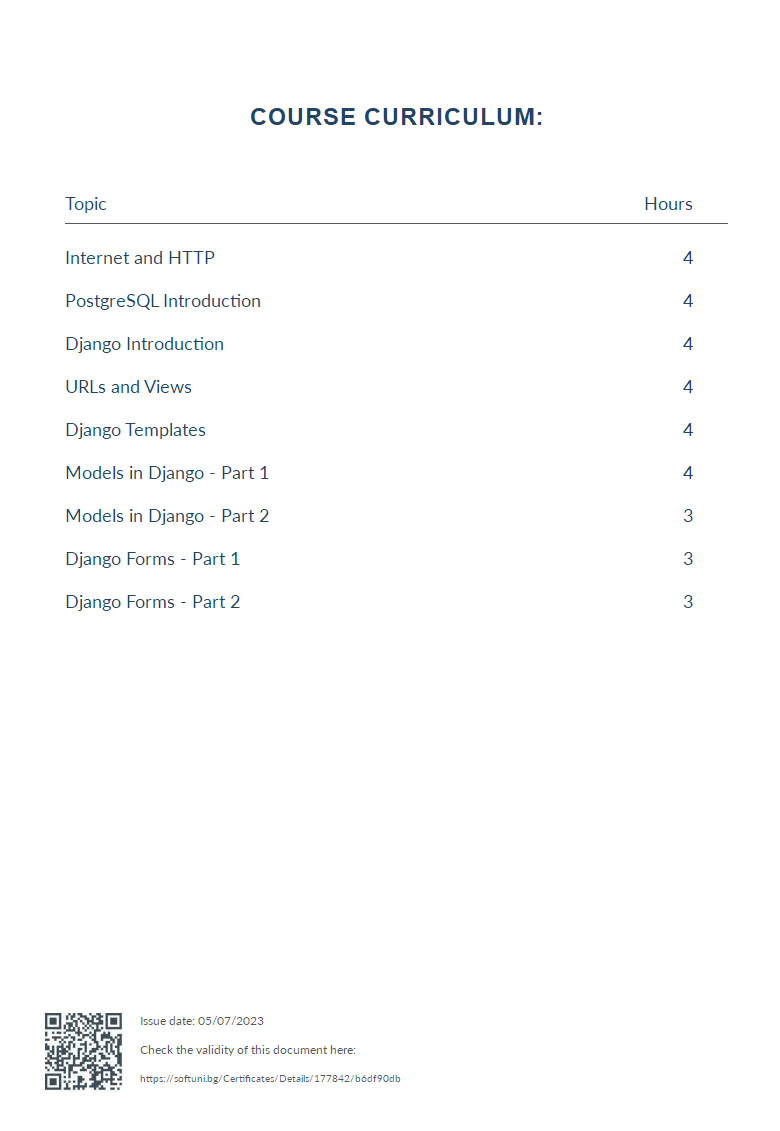 COURSE CURRICULUM:
Topic Hours
Internet and HTTP 4
PostgreSQL Introduction 4
Django Introduction 4
URLs and Views 4
Django Templates 4
Models in Django - Part 1 4
Models in Django - Part 2 3
Django Forms - Part 1 3
Django Forms - Part 2 3
Issue date: 05/07/2023
Check the validity of this document here:
https://softuni.bg/Certificates/Details/177842/b6df90db